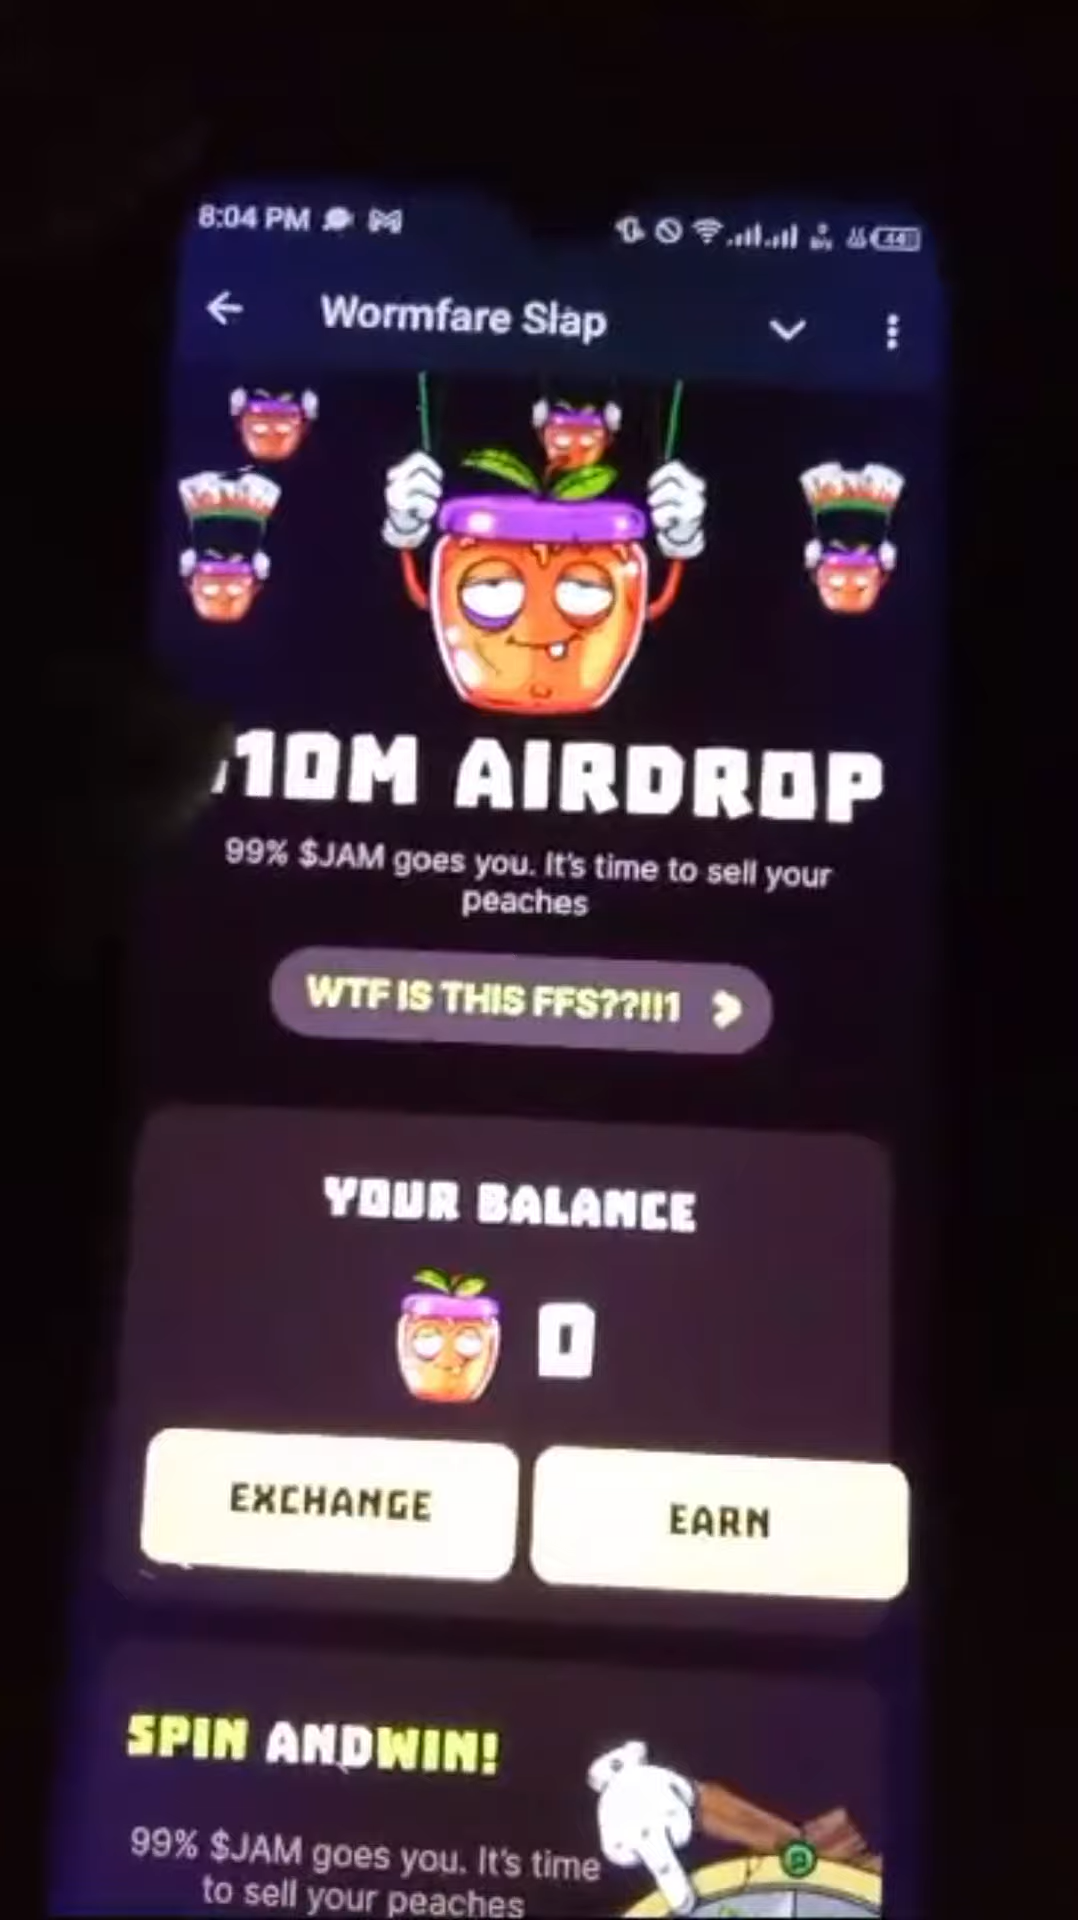 8:04 PM
44
Wormfare Slap
10M AIRDROP
99% $JAM goes you. It's time to sell your
peaches
WTF IS THIS FFS??!!1
YOUR BALANCE
0
EXCHANGE
EARN
SPIN ANDWIN!
99% $JAM goes you. It's time
to sell your peaches